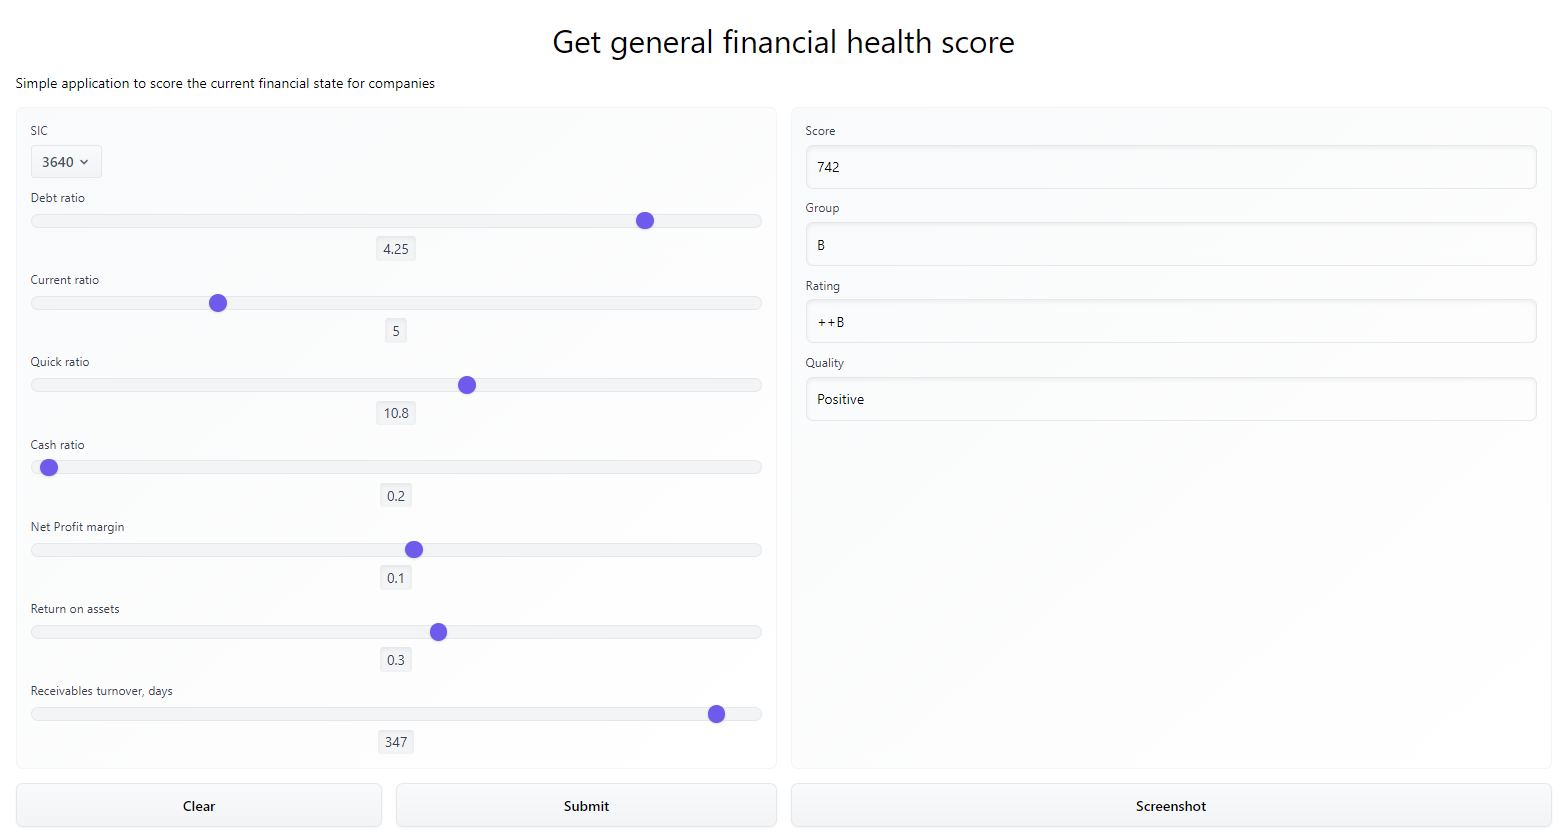 Get general financial health score
Simple application to score the current financial state for companies
SIC
3640
Debt ratio
4.25
Current ratio
5
Quick ratio
10.8
Cash ratio
0.2
Net Profit margin
0.1
Return on assets
0.3
Receivables turnover, days
347
Clear
Submit
Score
742
Group
B
Rating
++B
Quality
Positive
Screenshot